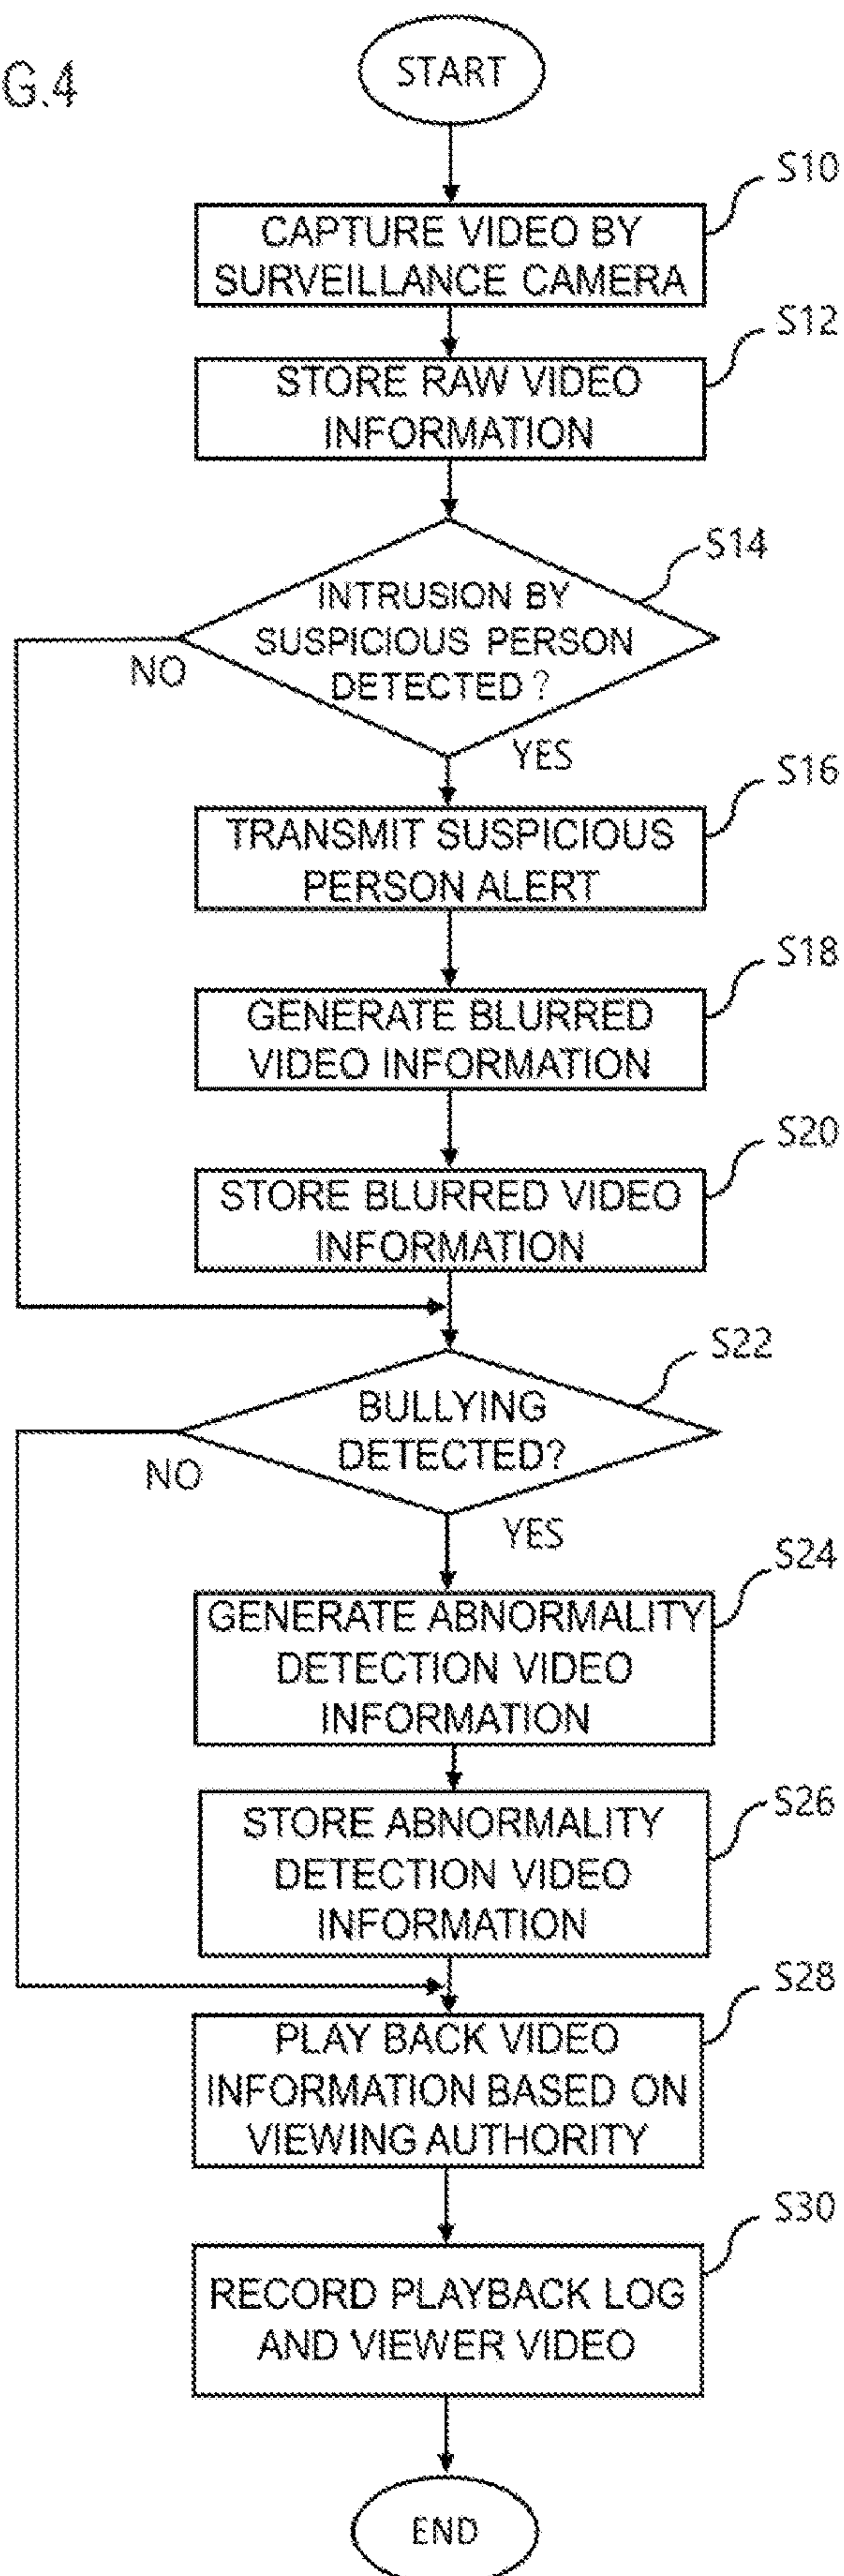 G.4
START
S10
CAPTURE VIDEO BY
SURVEILLANCE CAMERA
S12
STORE RAW VIDEO
INFORMATION
S14
INTRUSION BY
SUSPICIOUS PERSON
DETECTED?
NO
YES
S16
TRANSMIT SUSPICIOUS
PERSON ALERT
S18
GENERATE BLURRED
VIDEO INFORMATION
S20
STORE BLURRED VIDEO
INFORMATION
S22
BULLYING
DETECTED?
NO
YES
S24
GENERATE ABNORMALITY
DETECTION VIDEO
INFORMATION
S26
STORE ABNORMALITY
DETECTION VIDEO
INFORMATION
S28
PLAY BACK VIDEO
INFORMATION BASED ON
VIEWING AUTHORITY
S30
RECORD PLAYBACK LOG
AND VIEWER VIDEO
END